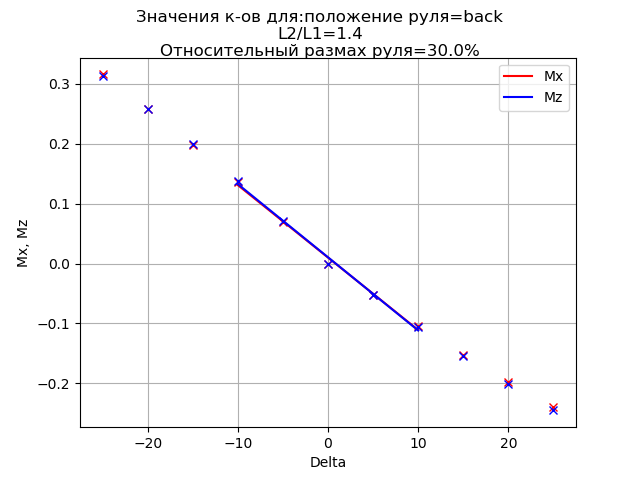 Значения к-ов для:положение руля=back
L2/L1=1.4
Относительный размах руля=30.0%
Mx
Mz
0.3
0.2
0.1
0.0
−0.1
−0.2
Mx, Mz
−20
−10
0
10
20
Delta